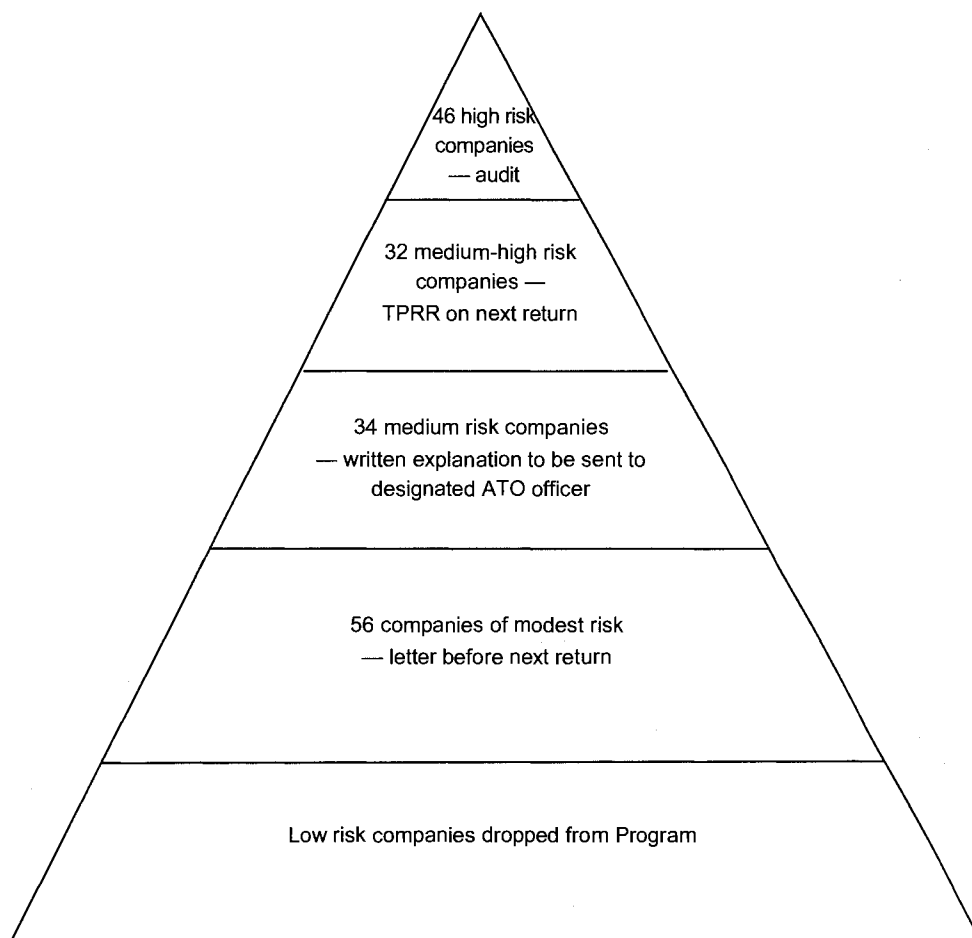 46 high risk
companies
— audit
32 medium-high risk
companies —
TPRR on next return
34 medium risk companies
— written explanation to be sent to
designated ATO officer
56 companies of modest risk
— letter before next return
Low risk companies dropped from Program